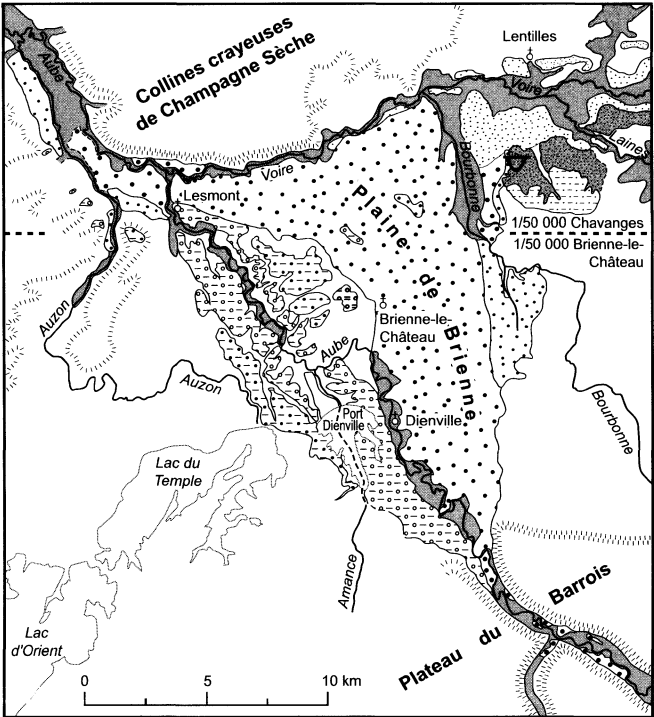 Lentilles
Aube
Collines crayeuses
de Champagne Sèche
Voire
Laines
Voire
Bourbonne
Lesmont
Plaine de Brienne
1/50 000 Chavanges
1/50 000 Brienne-le-
Château
Auzon
Brienne-le-
Château
Aube
Auzon
Port
Dienville
Dienville
Bourbonne
Lac du
Temple
Amance
Barrois
Plateau du
Lac
d'Orient
0 5 10 km